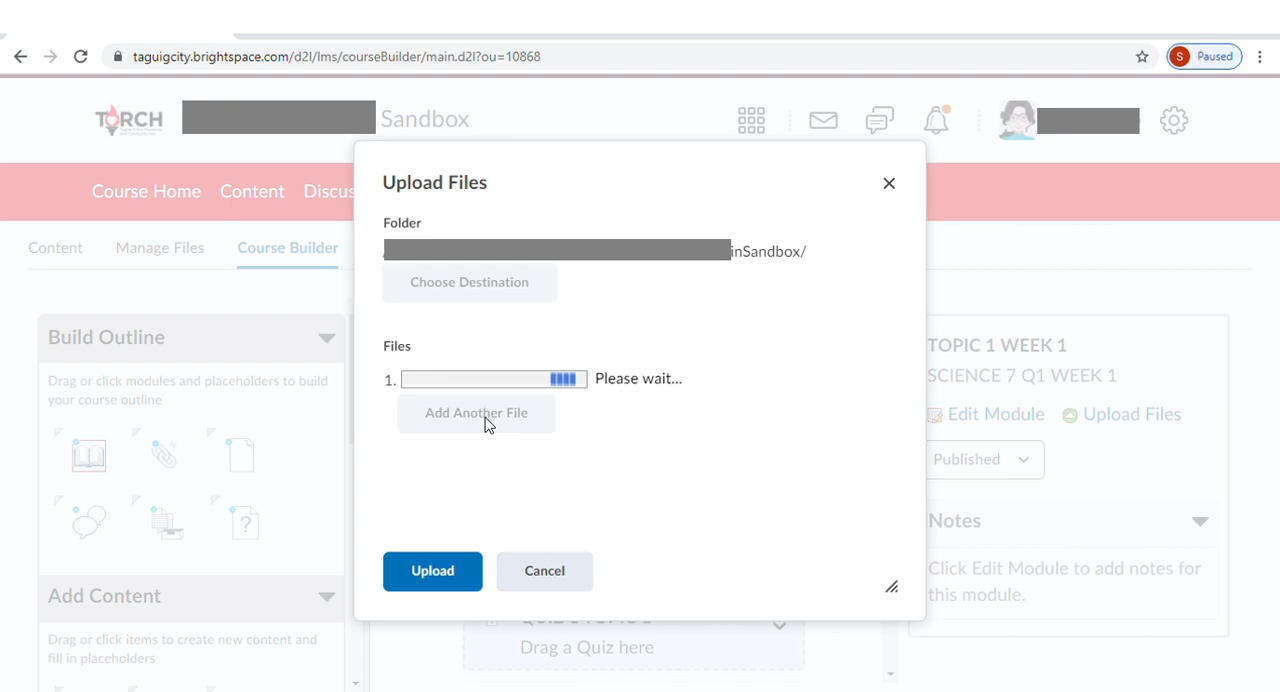 taguigcity.brightspace.com/d2l/lms/courseBuilder/main.d2l?ou=10868
S Paused
TORCH
Sandbox
Course Home Content Discus
Content Manage Files Course Builder
Upload Files
Folder
inSandbox/
Choose Destination
Files
1. Please wait...
Add Another File
Upload Cancel
Build Outline
Drag or click modules and placeholders to build
your course outline
Add Content
Drag or click items to create new content and
fill in placeholders
Drag a Quiz here
TOPIC 1 WEEK 1
SCIENCE 7 Q1 WEEK 1
Edit Module Upload Files
Published
Notes
Click Edit Module to add notes for
this module.